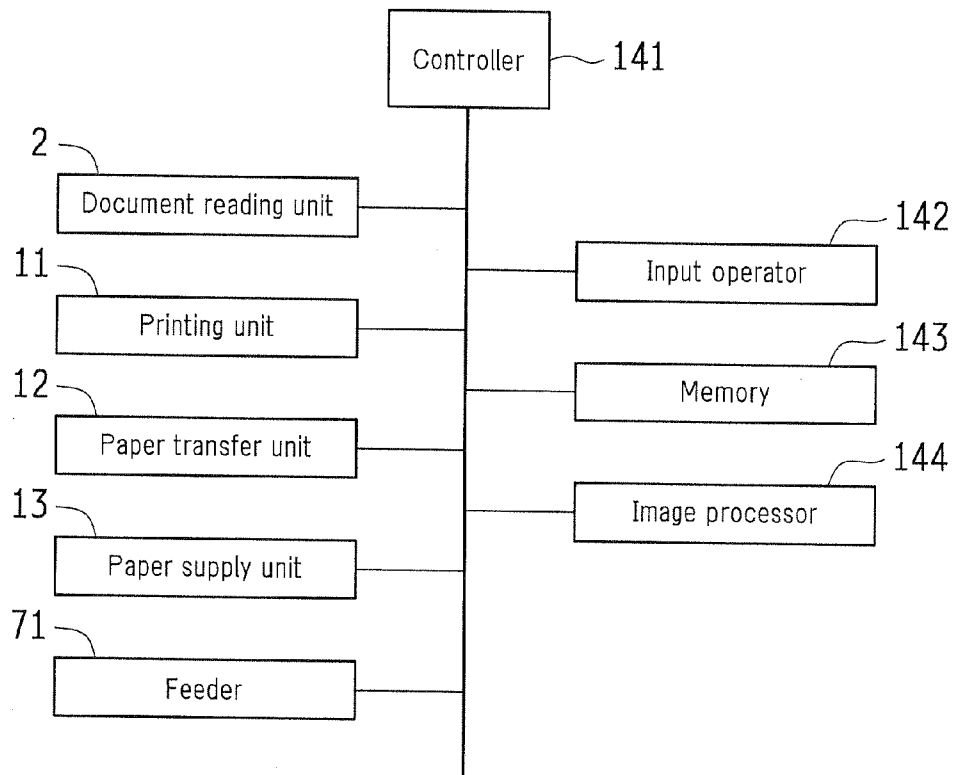 Controller
141
2
Document reading unit
142
Input operator
11
Printing unit
143
Memory
12
Paper transfer unit
144
Image processor
13
Paper supply unit
71
Feeder